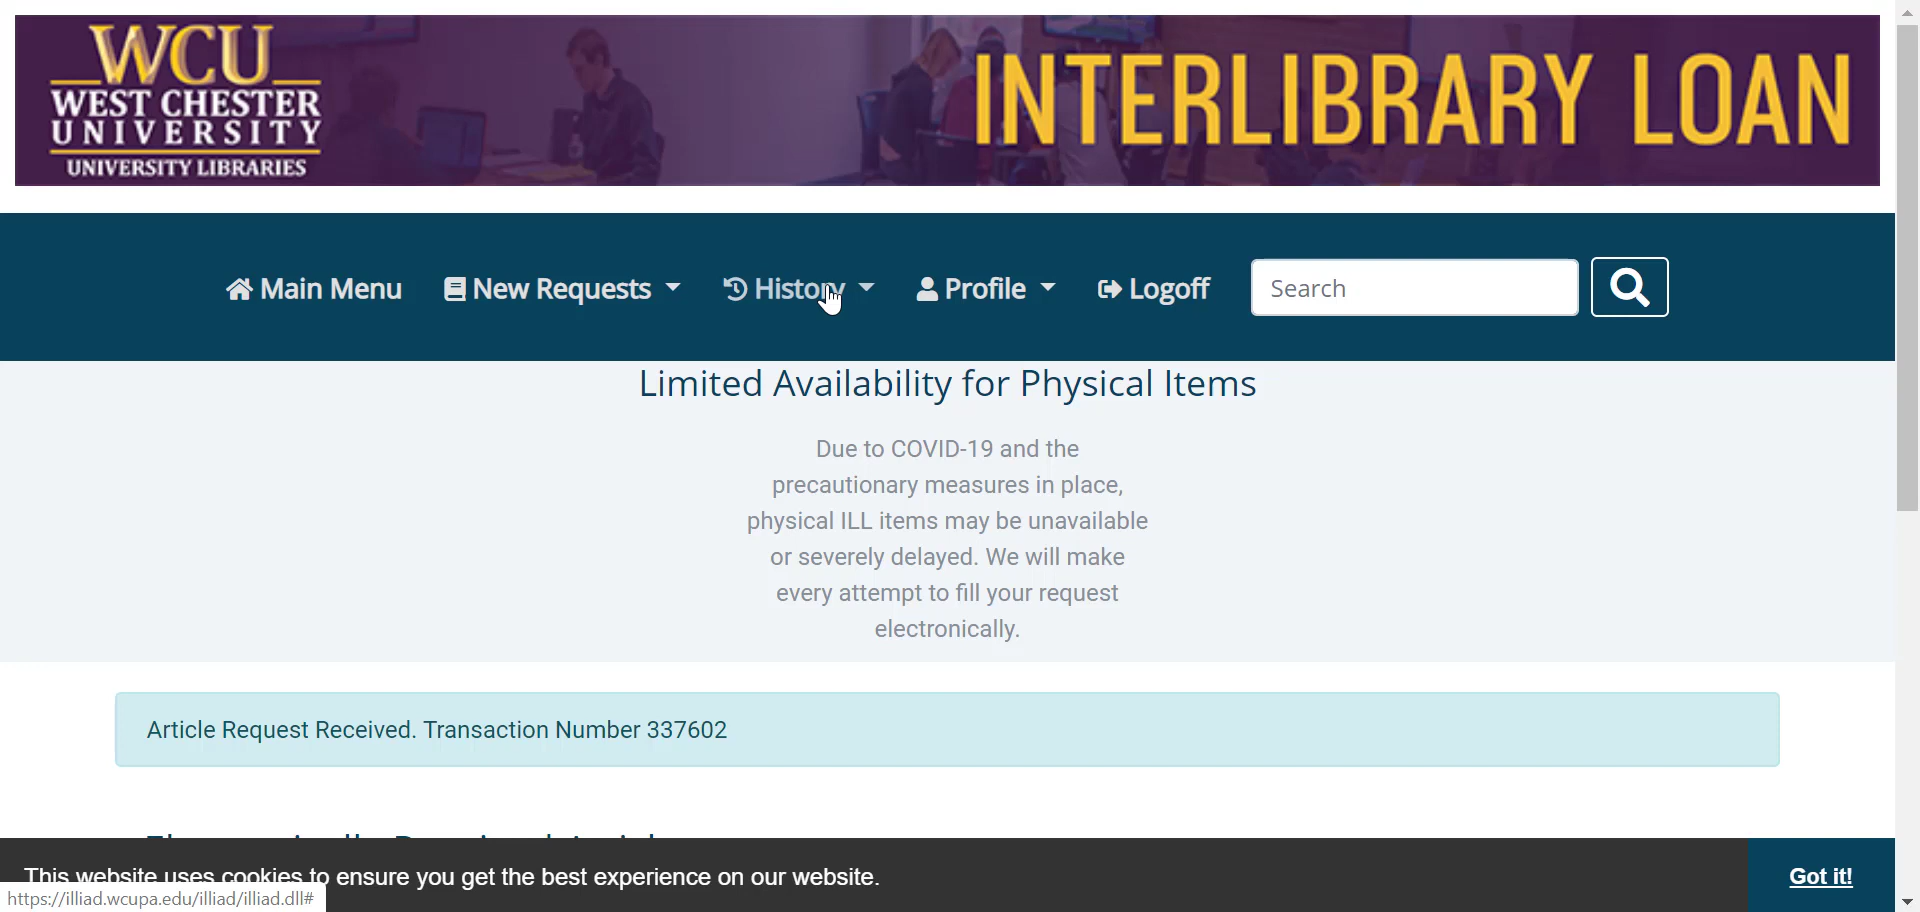 WCU
WEST CHESTER
UNIVERSITY
UNIVERSITY LIBRARIES
INTERLIBRARY LOAN
Main Menu New Requests History Profile Logoff Search
Limited Availability for Physical Items
Due to COVID-19 and the
precautionary measures in place,
physical ILL items may be unavailable
or severely delayed. We will make
every attempt to fill your request
electronically.
Article Request Received. Transaction Number 337602
This website uses cookies to ensure you get the best experience on our website.
Got it!
https://illiad.wcupa.edu/illiad/illiad.dll#